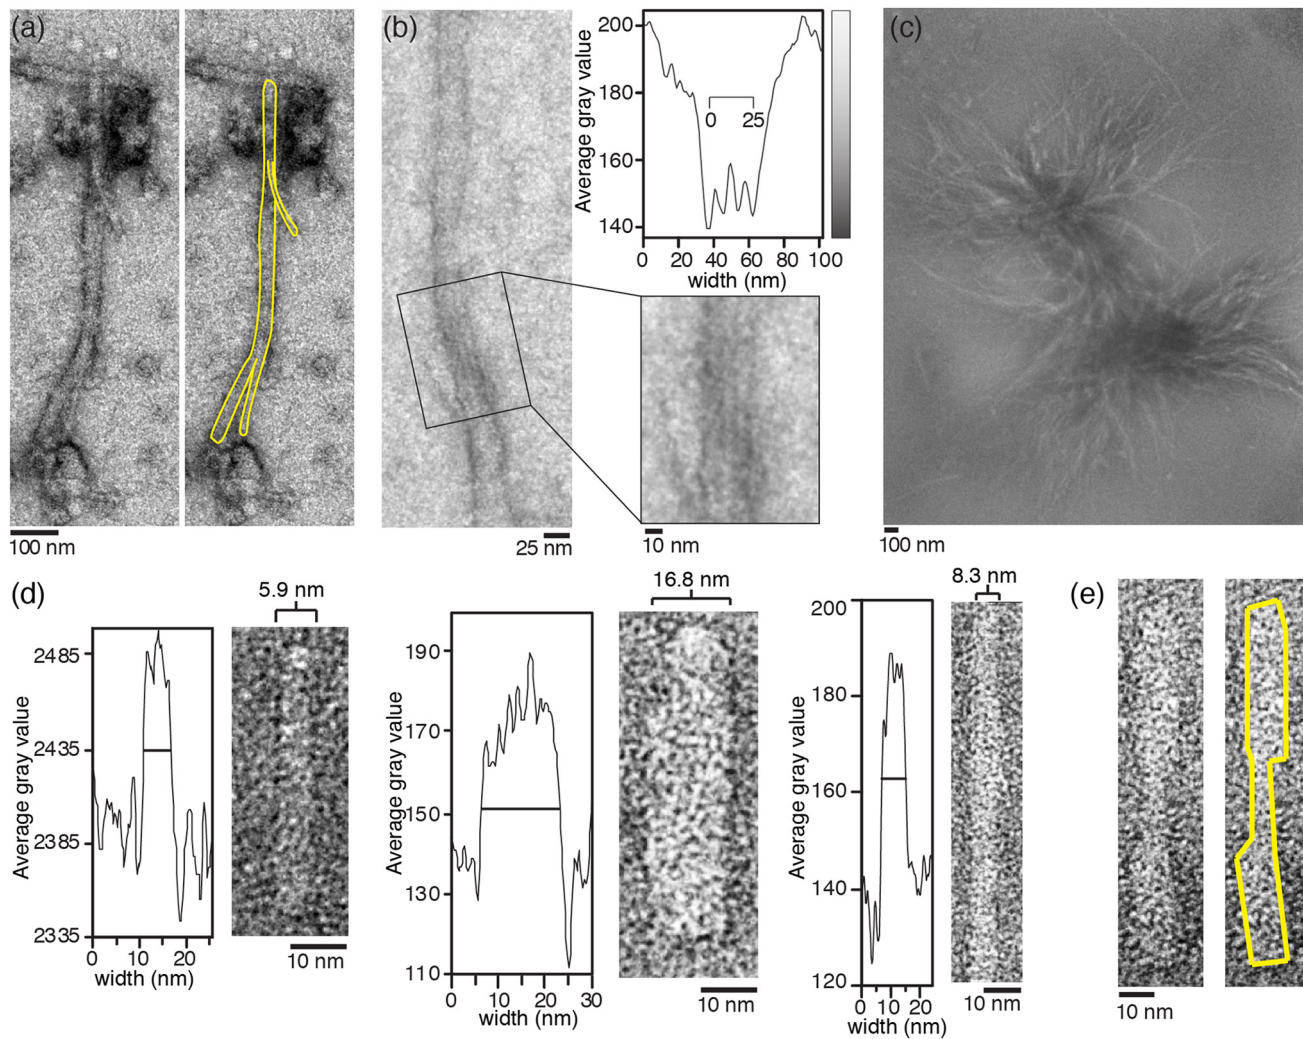 (a)
100 nm
(b)
25 nm
Average gray value
200
180
160
140
0 25
0 20 40 60 80 100
width (nm)
10 nm
(c)
100 nm
(d)
Average gray value
2485
2435
2385
2335
0 10 20
width (nm)
5.9 nm
10 nm
Average gray value
190
170
150
130
110
0 10 20 30
width (nm)
16.8 nm
10 nm
Average gray value
200
180
160
140
120
0 10 20
width (nm)
8.3 nm
10 nm
(e)
10 nm